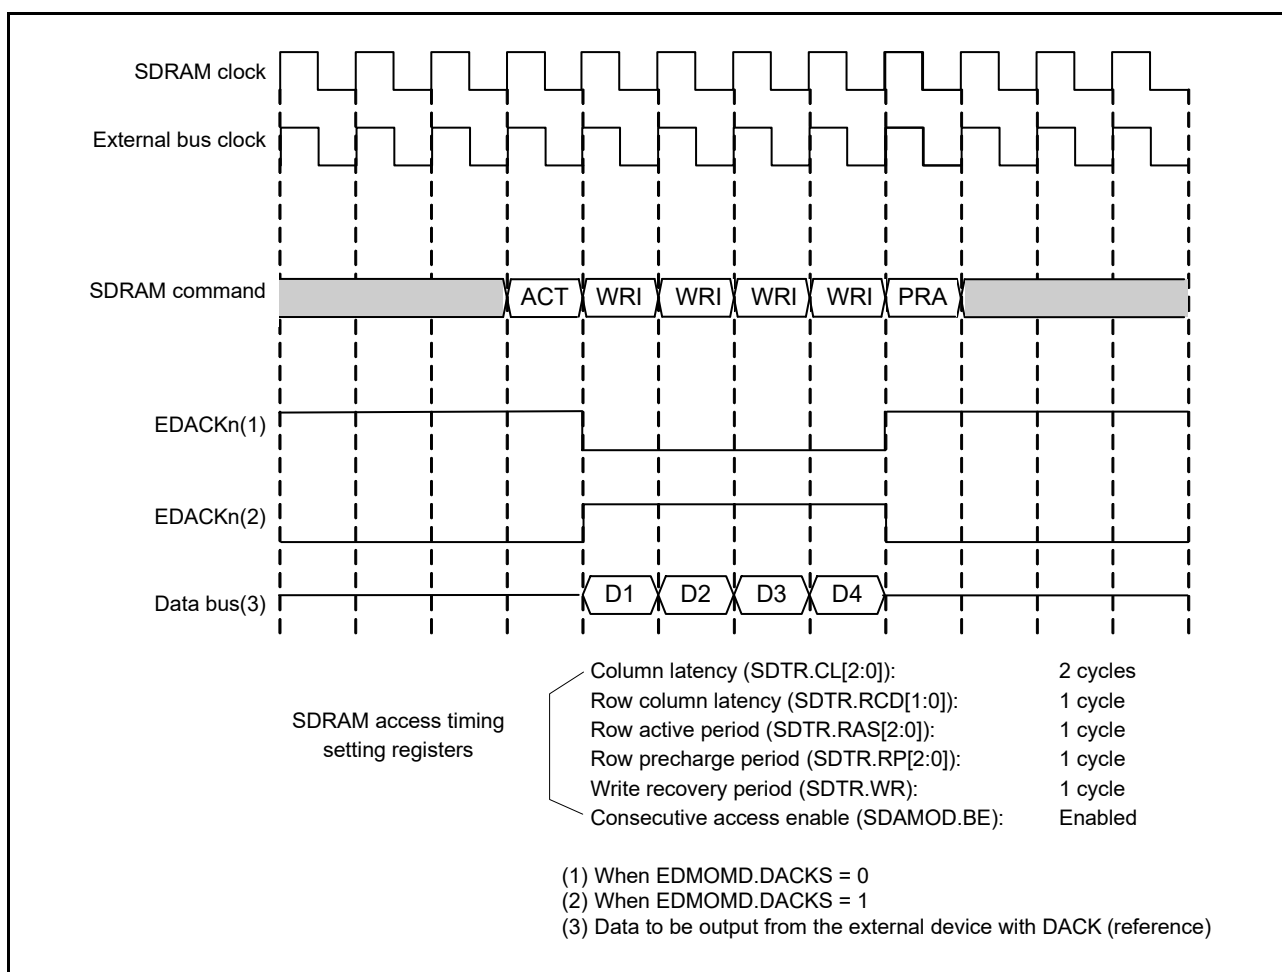 SDRAM clock
External bus clock
SDRAM command
ACT WRI WRI WRI WRI PRA
EDACKn(1)
EDACKn(2)
Data bus(3)
D1 D2 D3 D4
SDRAM access timing
setting registers
Column latency (SDTR.CL[2:0]): 2 cycles
Row column latency (SDTR.RCD[1:0]): 1 cycle
Row active period (SDTR.RAS[2:0]): 1 cycle
Row precharge period (SDTR.RP[2:0]): 1 cycle
Write recovery period (SDTR.WR): 1 cycle
Consecutive access enable (SDAMOD.BE): Enabled
(1) When EDMOMD.DACKS = 0
(2) When EDMOMD.DACKS = 1
(3) Data to be output from the external device with DACK (reference)